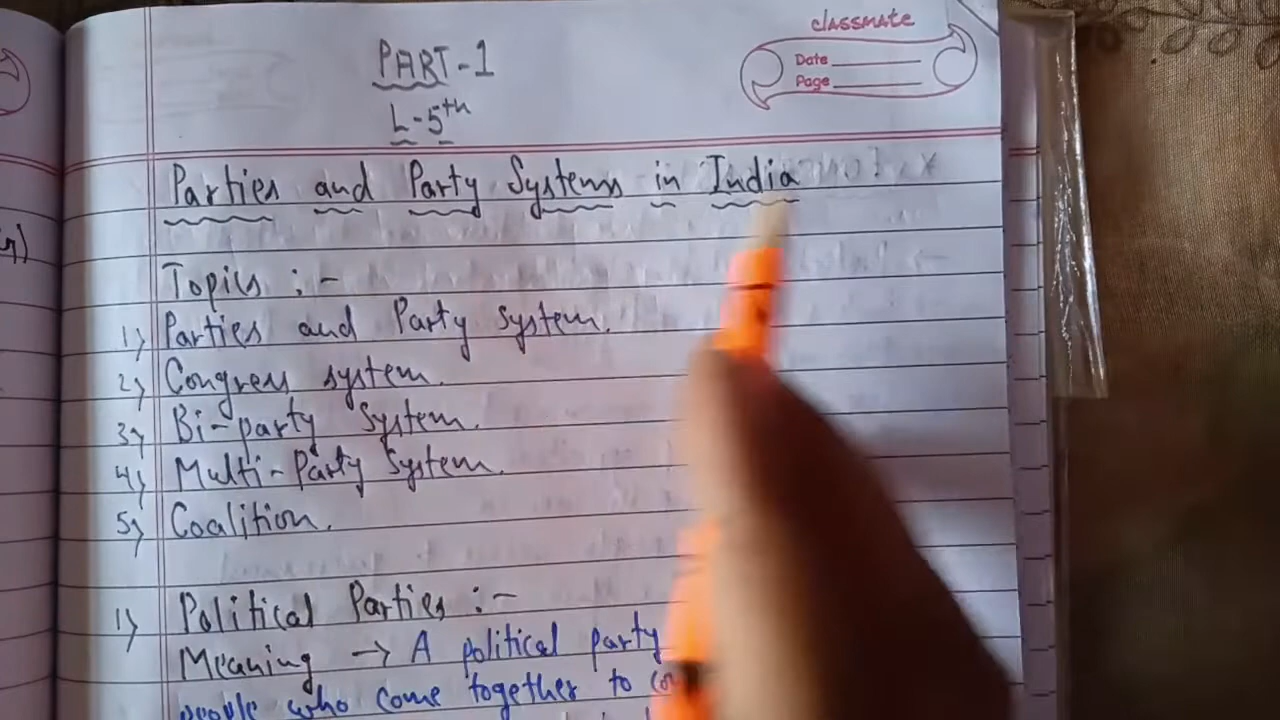 classmate
Date
Page
PART-1
L-5th
Parties and Party Systems in India
Topics :-
1) Parties and Party system.
2) Congress system.
3) Bi-party System.
4) Multi-Party System.
5) Coalition.
1) Political Parties :-
Meaning → A political party
people who come together to